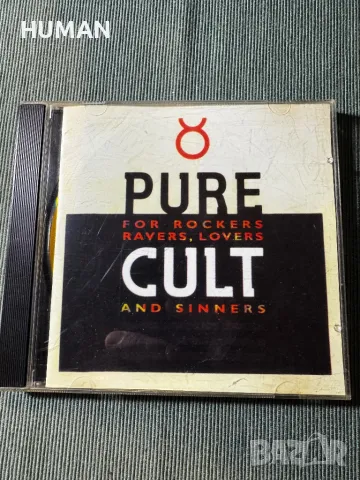 HUMAN
PURE
FOR ROCKERS
RAVERS, LOVERS
CULT
AND SINNERS
BAZAR